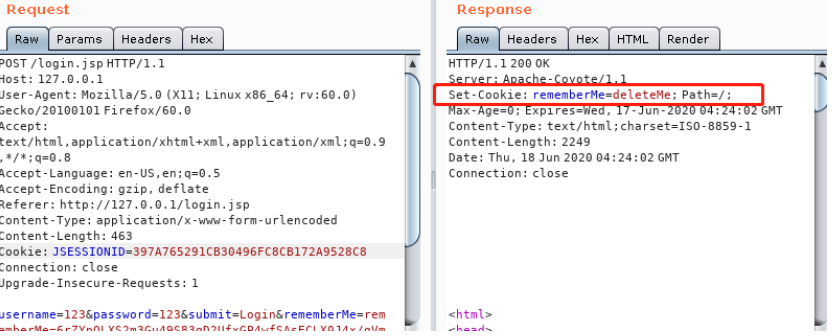 Request
Raw Params Headers Hex
POST /login.jsp HTTP/1.1
Host: 127.0.0.1
User-Agent: Mozilla/5.0 (X11; Linux x86_64; rv:60.0)
Gecko/20100101 Firefox/60.0
Accept:
text/html,application/xhtml+xml,application/xml;q=0.9
,*/*;q=0.8
Accept-Language: en-US,en;q=0.5
Accept-Encoding: gzip, deflate
Referer: http://127.0.0.1/login.jsp
Content-Type: application/x-www-form-urlencoded
Content-Length: 463
Cookie: JSESSIONID=397A765291CB30496FC8CB172A9528C8
Connection: close
Upgrade-Insecure-Requests: 1
username=123&password=123&submit=Login&rememberMe=rem
Response
Raw Headers Hex HTML Render
HTTP/1.1 200 OK
Server: Apache-Coyote/1.1
Set-Cookie: rememberMe=deleteMe; Path=/;
Max-Age=0; Expires=Wed, 17-Jun-2020 04:24:02 GMT
Content-Type: text/html;charset=ISO-8859-1
Content-Length: 2249
Date: Thu, 18 Jun 2020 04:24:02 GMT
Connection: close
<html>
<head>